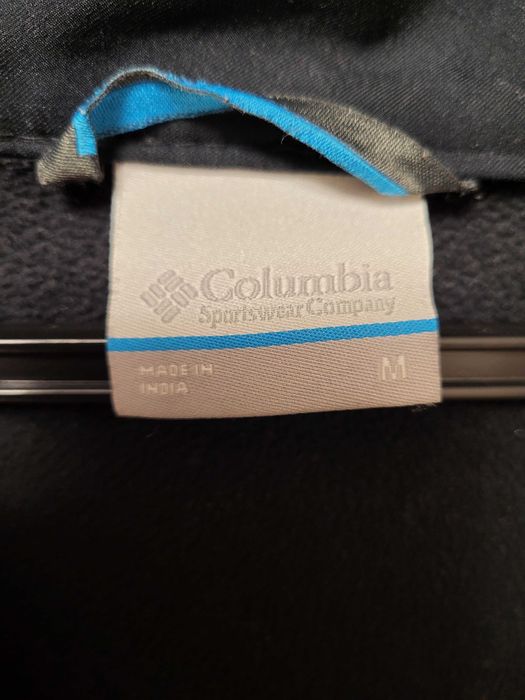 Columbia
Sportswear Company
MADE IN
INDIA
M